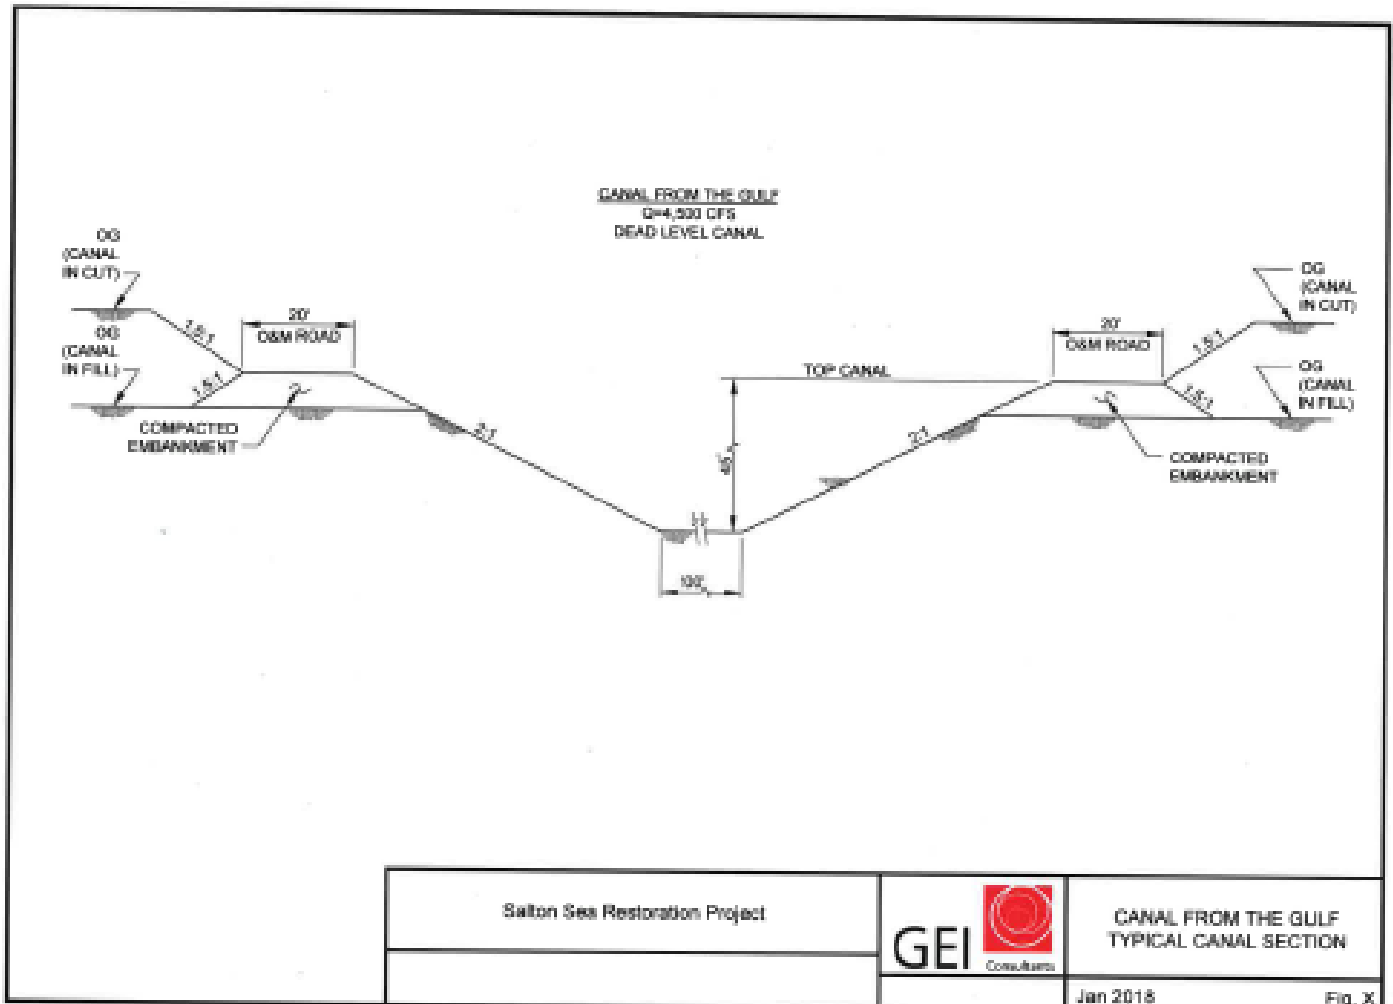 CANAL FROM THE GULF
Q=4,500 CFS
DEAD LEVEL CANAL
OG
(CANAL
IN CUT)
1.5:1
20'
O&M ROAD
OG
(CANAL
IN FILL)
1.5:1
COMPACTED
EMBANKMENT
2:1
TOP CANAL
45'
100'
2:1
20'
O&M ROAD
1.5:1
OG
(CANAL
IN CUT)
1.5:1
OG
(CANAL
IN FILL)
COMPACTED
EMBANKMENT
Salton Sea Restoration Project
GEI
Consultants
CANAL FROM THE GULF
TYPICAL CANAL SECTION
Jan 2018
Fig. X